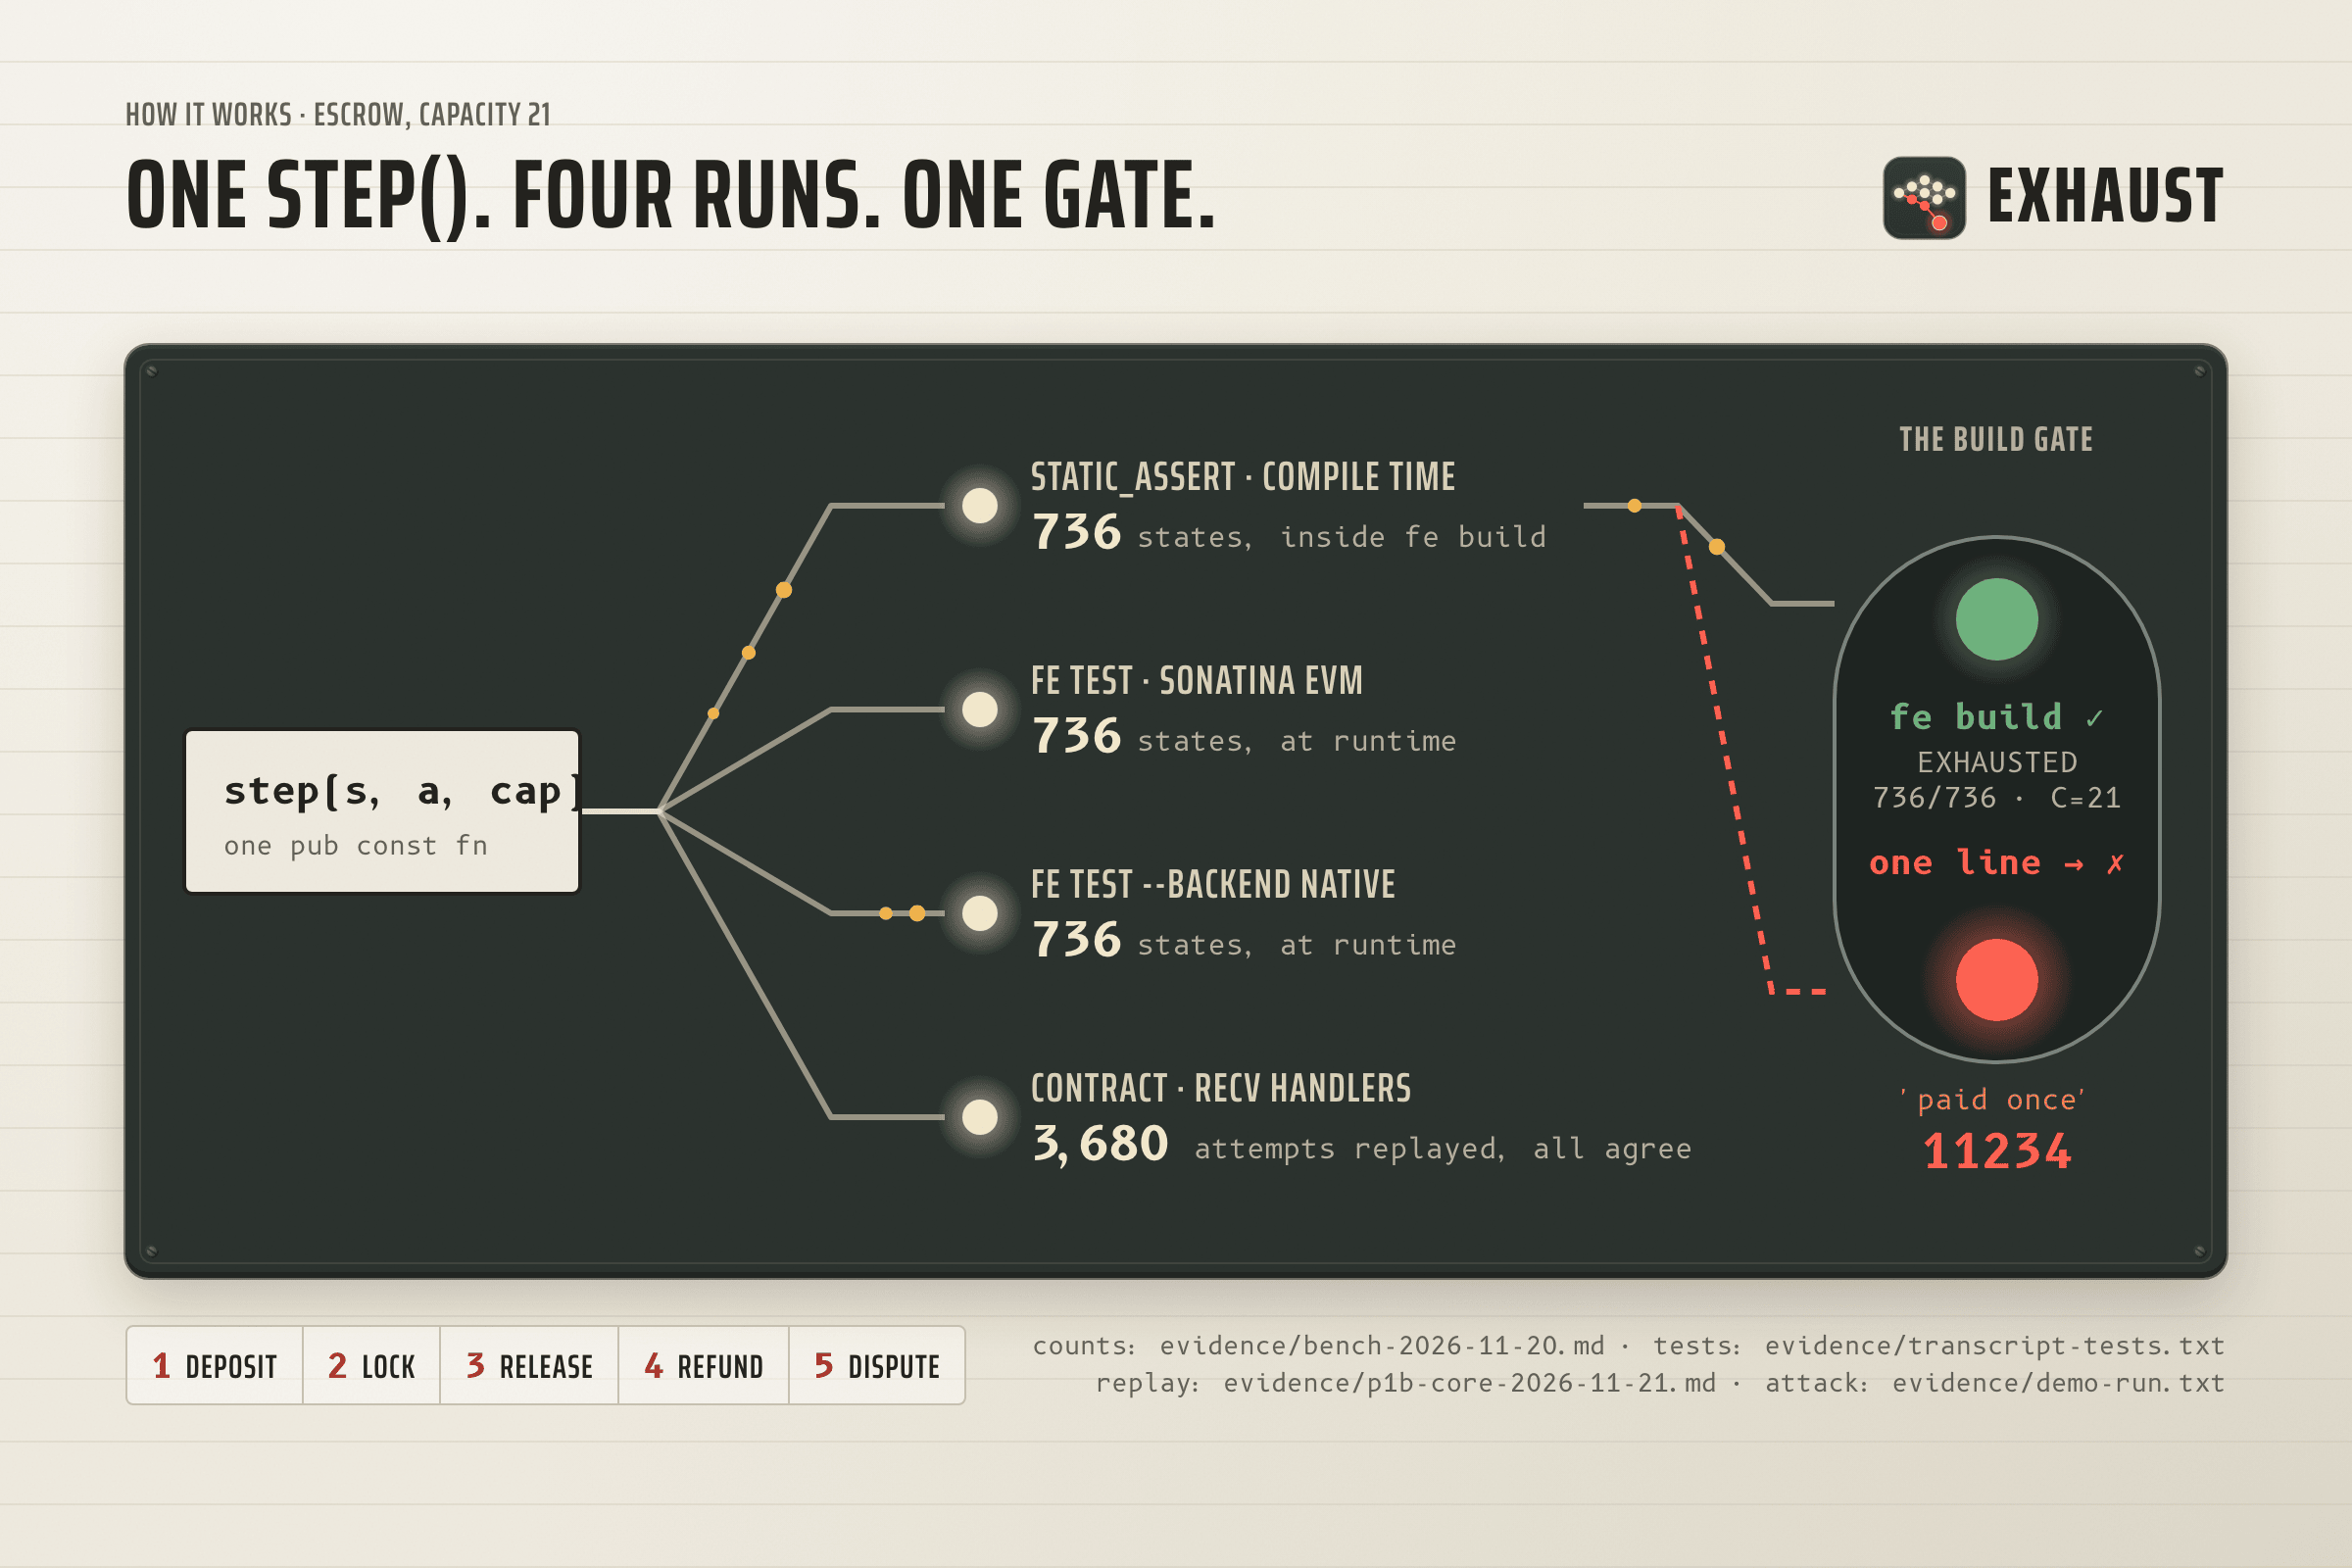 HOW IT WORKS · ESCROW, CAPACITY 21
ONE STEP(). FOUR RUNS. ONE GATE.
EXHAUST
THE BUILD GATE
STATIC_ASSERT · COMPILE TIME
736 states, inside fe build
FE TEST · SONATINA EVM
736 states, at runtime
step(s, a, cap)
one pub const fn
FE TEST --BACKEND NATIVE
736 states, at runtime
CONTRACT · RECV HANDLERS
3,680 attempts replayed, all agree
fe build ✓
EXHAUSTED
736/736 · C=21
one line → ✗
'paid once'
11234
1 DEPOSIT
2 LOCK
3 RELEASE
4 REFUND
5 DISPUTE
counts: evidence/bench-2026-11-20.md · tests: evidence/transcript-tests.txt
replay: evidence/p1b-core-2026-11-21.md · attack: evidence/demo-run.txt